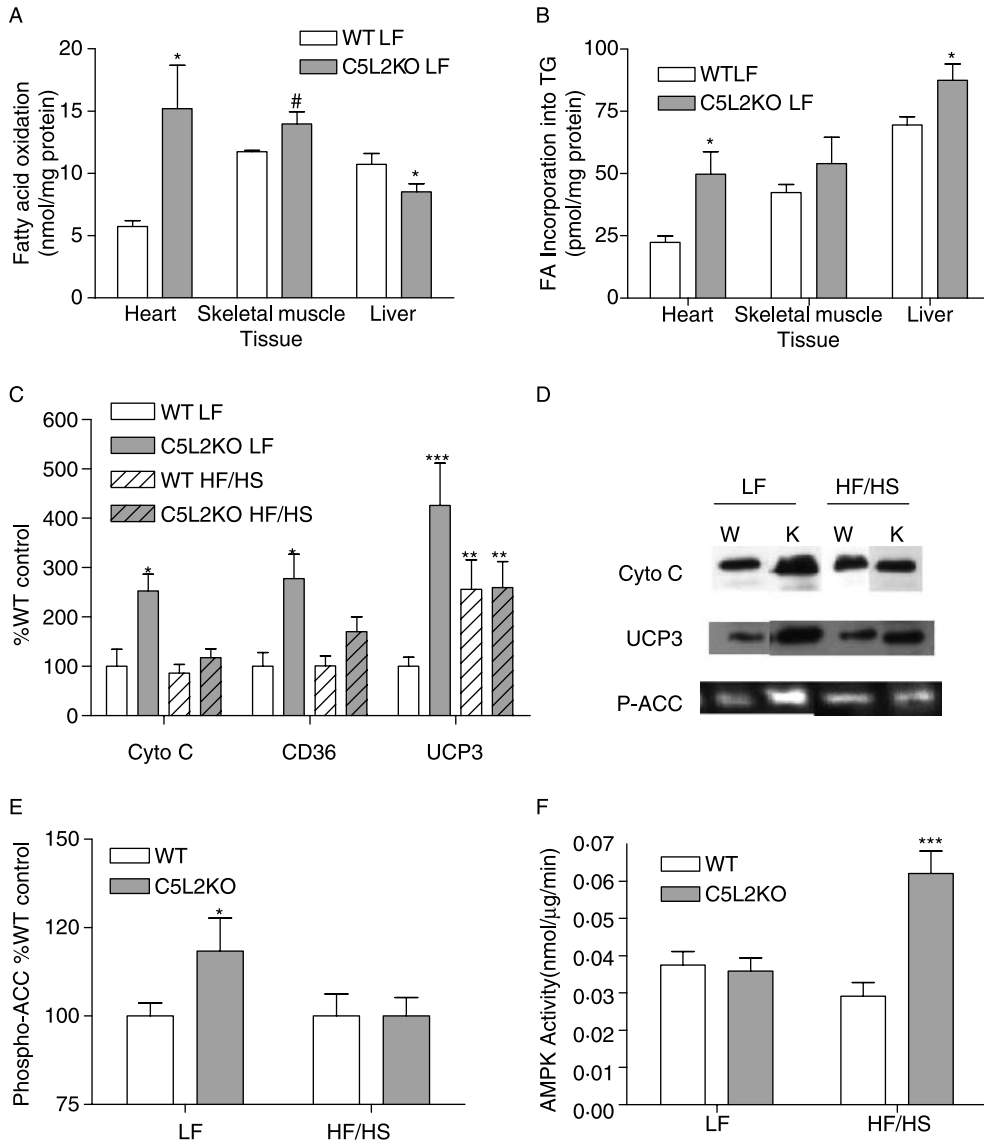 A
Fatty acid oxidation
(nmol/mg protein)
20
15
10
5
0
WT LF
C5L2KO LF
*
#
*
Heart Skeletal muscle Liver
Tissue
B
FA Incorporation into TG
(pmol/mg protein)
100
75
50
25
0
WTLF
C5L2KO LF
*
*
Heart Skeletal muscle Liver
Tissue
C
%WT control
600
500
400
300
200
100
0
WT LF
C5L2KO LF
WT HF/HS
C5L2KO HF/HS
*
*
***
**
**
Cyto C CD36 UCP3
D
LF HF/HS
W K W K
Cyto C
UCP3
P-ACC
E
Phospho-ACC %WT control
150
120
100
75
WT
C5L2KO
*
LF HF/HS
F
AMPK Activity(nmol/μg/min)
0·07
0·06
0·05
0·04
0·03
0·02
0·01
0·00
WT
C5L2KO
***
LF HF/HS